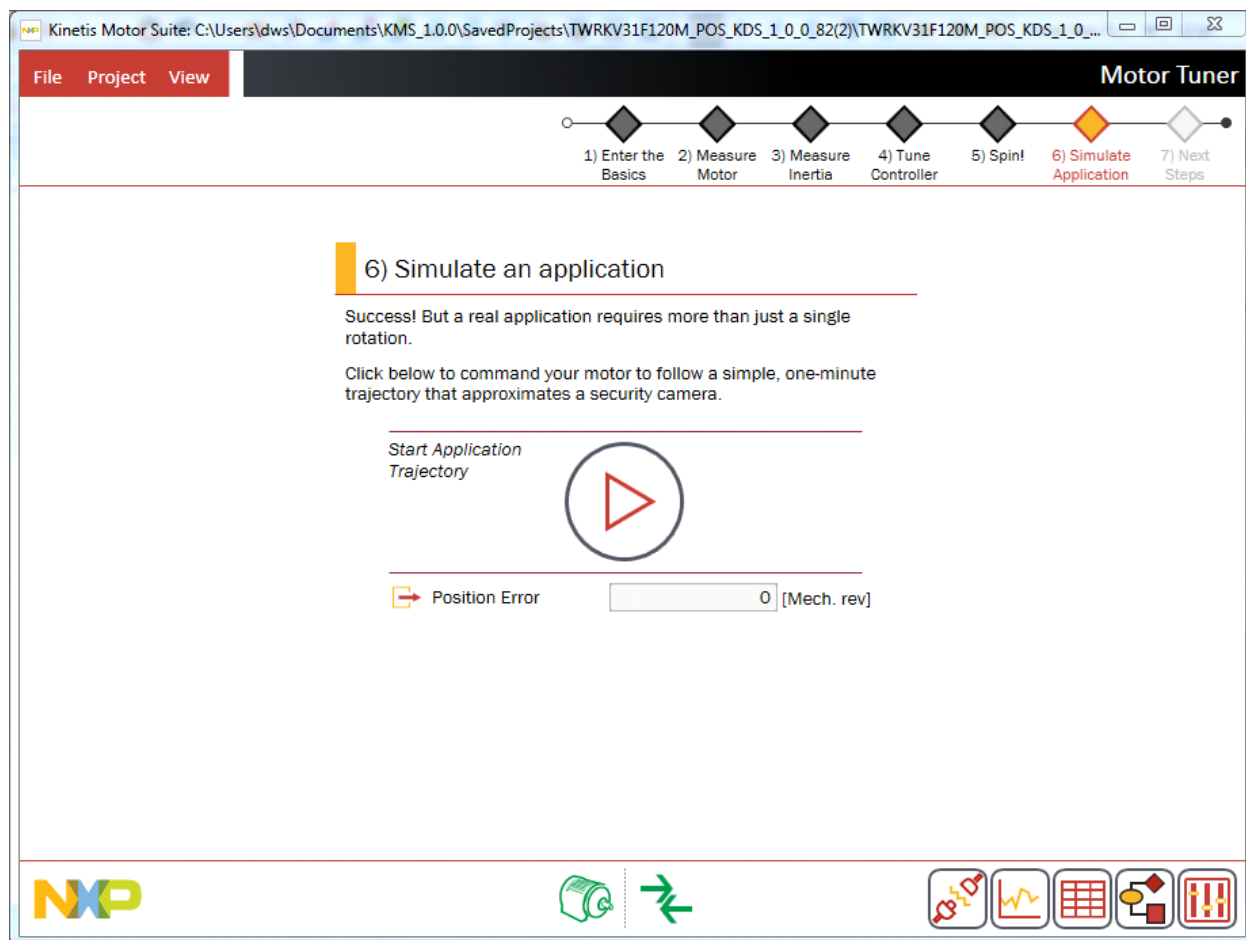 Kinetis Motor Suite: C:\Users\dws\Documents\KMS_1.0.0\SavedProjects\TWRKV31F120M_POS_KDS_1_0_0_82(2)\TWRKV31F120M_POS_KDS_1_0_...
File Project View
Motor Tuner
1) Enter the Basics
2) Measure Motor
3) Measure Inertia
4) Tune Controller
5) Spin!
6) Simulate Application
7) Next Steps
6) Simulate an application
Success! But a real application requires more than just a single
rotation.
Click below to command your motor to follow a simple, one-minute
trajectory that approximates a security camera.
Start Application
Trajectory
Position Error 0 [Mech. rev]
NXP